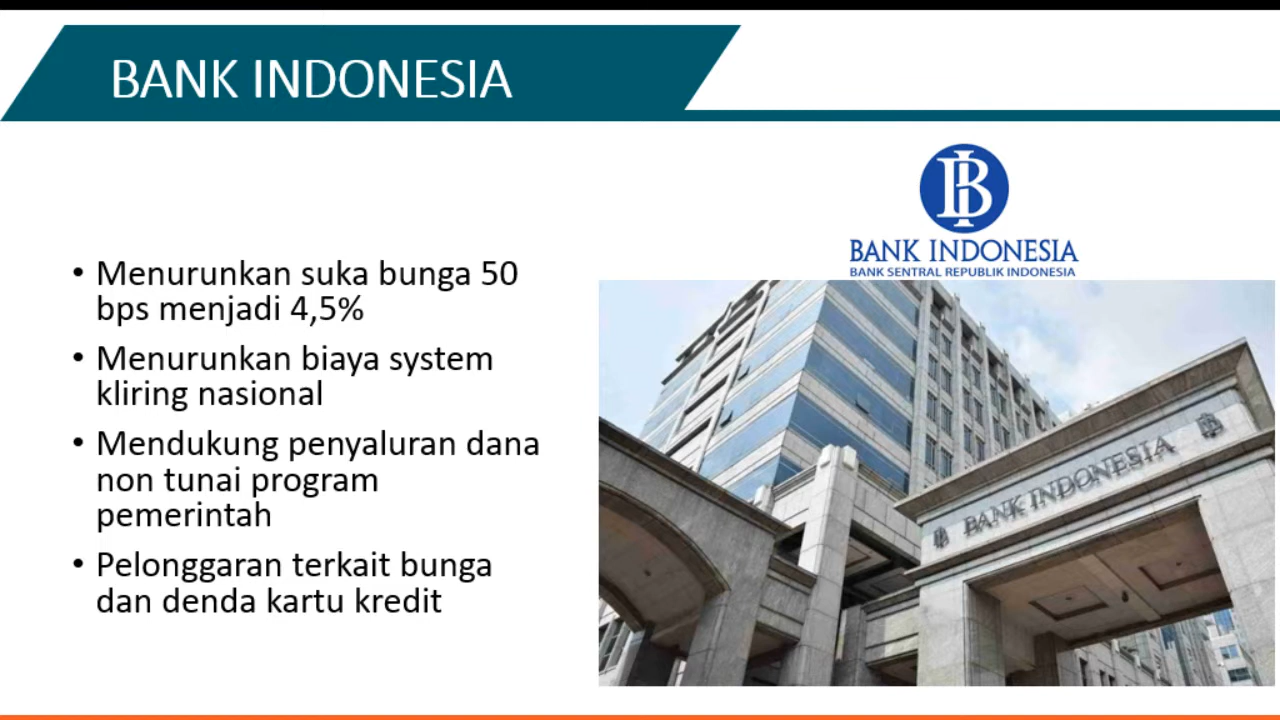 BANK INDONESIA
BI
BANK INDONESIA
BANK SENTRAL REPUBLIK INDONESIA
• Menurunkan suka bunga 50
bps menjadi 4,5%
• Menurunkan biaya system
kliring nasional
• Mendukung penyaluran dana
non tunai program
pemerintah
• Pelonggaran terkait bunga
dan denda kartu kredit
BANK INDONESIA